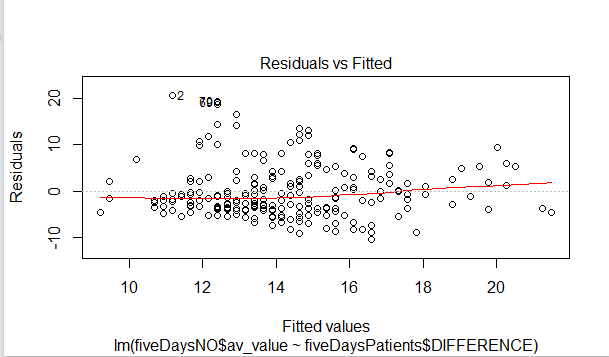 Residuals vs Fitted
Residuals
20
10
0
-10
2
10
12
14
16
18
20
Fitted values
lm(fiveDaysNO$av_value ~ fiveDaysPatients$DIFFERENCE)